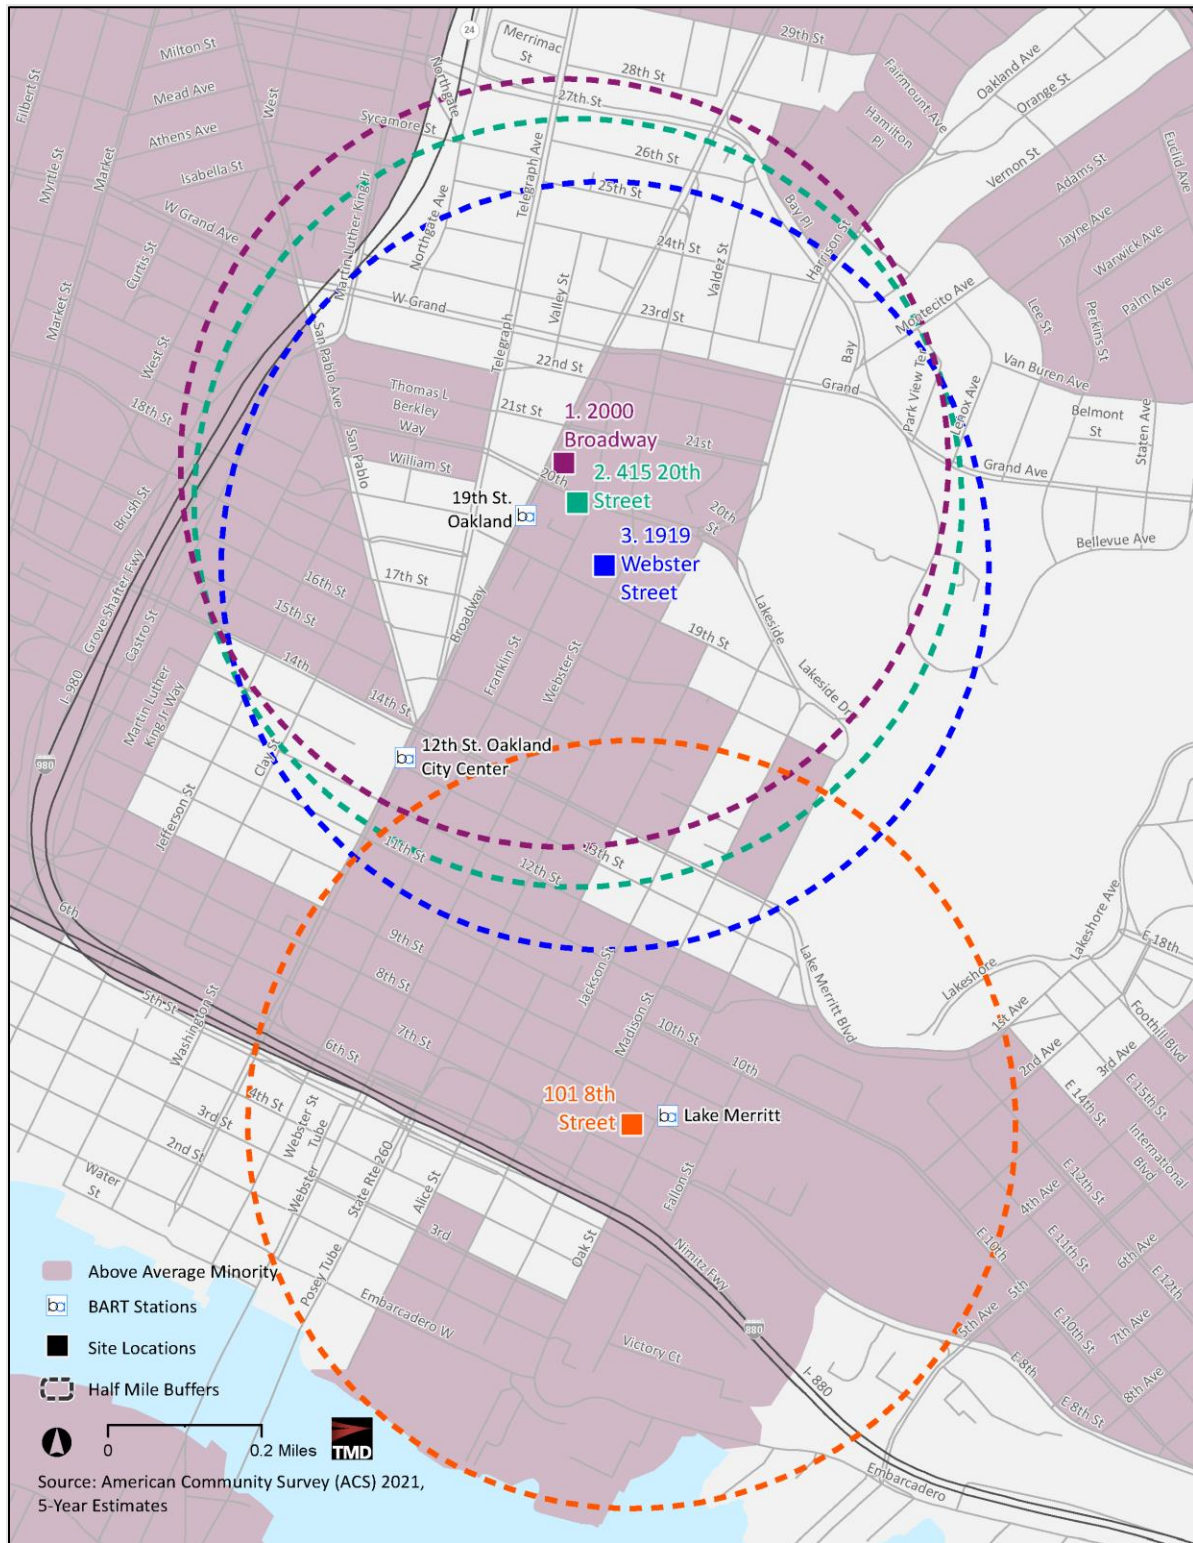 24
Merrimac
St
29th St
28th St
27th St
Oakland Ave
Orange St
Fairmount Ave
Hamilton
Pl
Filbert St
Milton St
Mead Ave
West
Northgate
Athens Ave
Sycamore St
Telegraph Ave
26th St
25th St
Euclid Ave
Vernon St
Adams St
Myrtle St
Market
Isabella St
Martin Luther King Jr
Northgate Ave
Bay Pl
Harrison St
Jayne Ave
Warwick Ave
W Grand Ave
24th St
Valdez St
Curtis St
W Grand
Valley St
23rd St
Montecito Ave
Lee St
Perkins St
Palm Ave
Market St
West St
San Pablo Ave
Telegraph
22nd St
Bay
Grand
Park View Ter
Van Buren Ave
Thomas L
Berkley
Way
21st St
1. 2000
Broadway
21st
Lenox Ave
Belmont
St
Staten Ave
18th St
San Pablo
William St
20th
2. 415 20th
Street
Grand Ave
Brush St
19th St.
Oakland
20th
St
3. 1919
Webster
Street
Bellevue Ave
Grove Shafter Fwy
16th St
17th St
15th St
Broadway
Lakeside
19th St
Castro St
14th
Franklin St
Webster St
Lakeside Dr
I-980
Martin Luther
King Jr Way
14th St
980
Clay St
12th St. Oakland
City Center
Jefferson St
11th St
12th St
13th St
6th
9th St
Lakeshore Ave
E 18th
Lakeshore
8th St
Jackson St
Lake Merritt Blvd
5th St
Washington St
7th St
Madison St
10th St
1st Ave
Foothill Blvd
6th St
10th
2nd Ave
3rd Ave
4th St
Webster St
Tube
101 8th
Street
Lake Merritt
E 15th St
E 14th St
3rd St
2nd St
State Rte 260
International
Blvd
Water
St
Webster
Alice St
Fallon St
E 12th St
4th Ave
3rd
Oak St
Nimitz Fwy
E 10th
E 11th St
6th Ave
Above Average Minority
Posey Tube
5th
E 12th
BART Stations
Embarcadero W
5th Ave
E 10th St
7th Ave
Site Locations
Victory Ct
880
E 8th
8th Ave
Half Mile Buffers
I- 880
E 8th St
0
0.2 Miles
TMD
Embarcadero
Source: American Community Survey (ACS) 2021,
5-Year Estimates